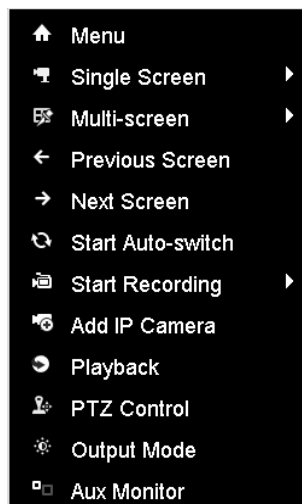 Menu
Single Screen
Multi-screen
Previous Screen
Next Screen
Start Auto-switch
Start Recording
Add IP Camera
Playback
PTZ Control
Output Mode
Aux Monitor